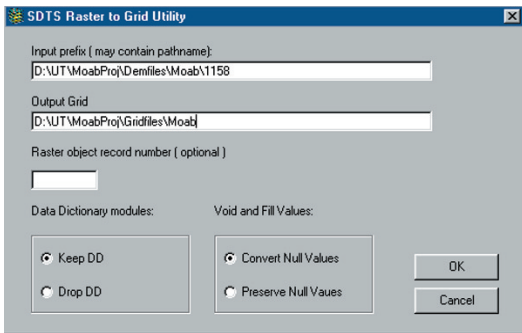 SDTS Raster to Grid Utility
Input prefix ( may contain pathname):
D:\UT\MoabProj\Demfiles\Moab\1158
Output Grid
D:\UT\MoabProj\Gridfiles\Moab
Raster object record number ( optional )
Data Dictionary modules:
Void and Fill Values:
Keep DD
Convert Null Values
OK
Drop DD
Preserve Null Vaues
Cancel